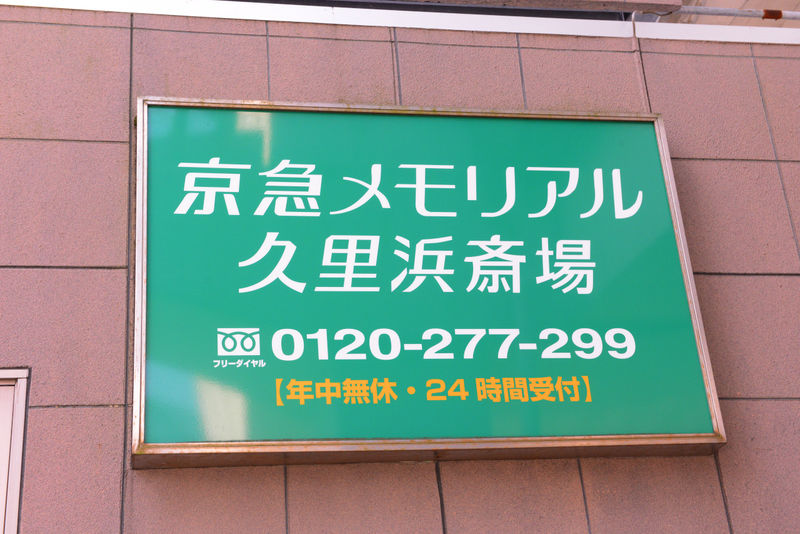 京急メモリアル
久里浜斎場
フリーダイヤル 0120-277-299
【年中無休・24時間受付】